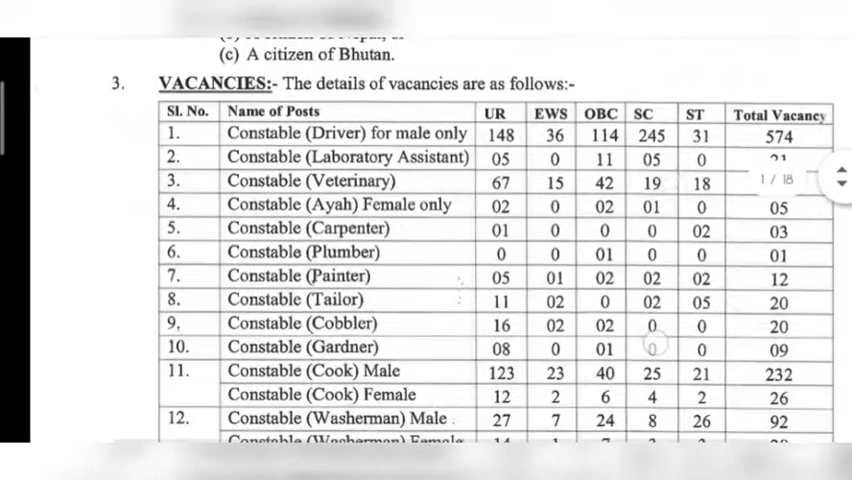 (c) A citizen of Bhutan.
3. VACANCIES:- The details of vacancies are as follows:-
Sl. No. Name of Posts UR EWS OBC SC ST Total Vacancy
1. Constable (Driver) for male only 148 36 114 245 31 574
2. Constable (Laboratory Assistant) 05 0 11 05 0
3. Constable (Veterinary) 67 15 42 19 18 1 / 18
4. Constable (Ayah) Female only 02 0 02 01 0 05
5. Constable (Carpenter) 01 0 0 0 02 03
6. Constable (Plumber) 0 0 01 0 0 01
7. Constable (Painter) 05 01 02 02 02 12
8. Constable (Tailor) 11 02 0 02 05 20
9. Constable (Cobbler) 16 02 02 0 0 20
10. Constable (Gardner) 08 0 01 0 0 09
11. Constable (Cook) Male 123 23 40 25 21 232
Constable (Cook) Female 12 2 6 4 2 26
12. Constable (Washerman) Male 27 7 24 8 26 92
Constable (Washerman) Female